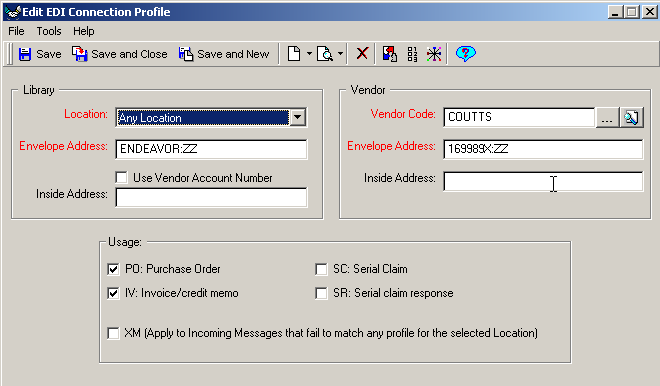 Edit EDI Connection Profile
File Tools Help
Save Save and Close Save and New ?
Library
Location: Any Location
Envelope Address: ENDEAVOR:ZZ
Use Vendor Account Number
Inside Address:
Vendor
Vendor Code: COUTTS ...
Envelope Address: 169989X:ZZ
Inside Address:
Usage:
PO: Purchase Order SC: Serial Claim
IV: Invoice/credit memo SR: Serial claim response
XM (Apply to Incoming Messages that fail to match any profile for the selected Location)